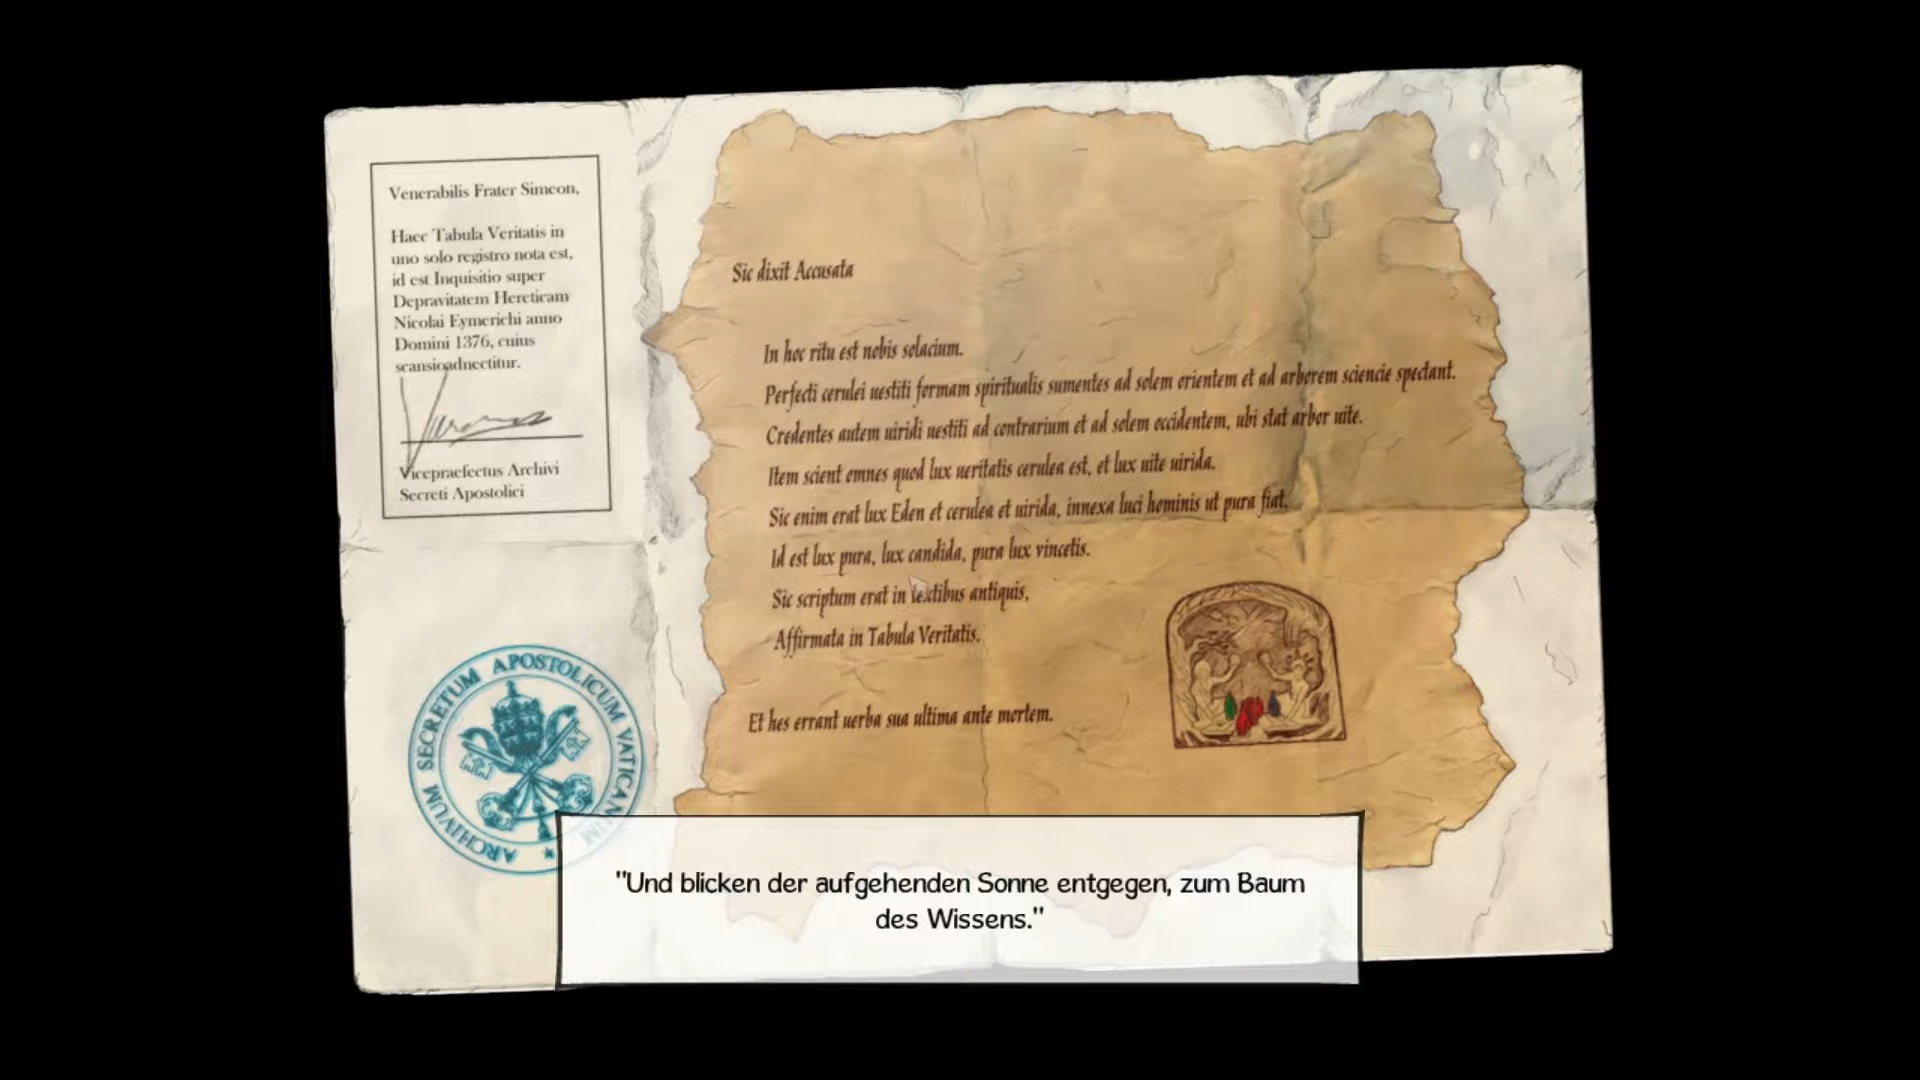 Venerabilis Frater Simeon,
Haec Tabula Veritatis in
uno solo registro nota est,
id est Inquisitio super
Depravitatem Hereticam
Nicolai Eymerichi anno
Domini 1376, cuius
scansioadnectitur.
Vicepraefectus Archivi
Secreti Apostolici
ARCHIVUM SECRETUM APOSTOLICUM VATICANUM
Sic dixit Accusata
In hoc ritu est nobis solacium.
Perfecti cerulei uestiti formam spiritualis sumentes ad solem orientem et ad arborem sciencie spectant.
Credentes autem uiridi uestiti ad contrarium et ad solem occidentem, ubi stat arbor uite.
Item scient omnes quod lux ueritatis cerulea est, et lux uite uirida.
Sic enim erat lux Eden et cerulea et uirida, innexa luci hominis ut pura fiat.
Id est lux pura, lux candida, pura lux vincetis.
Sic scriptum erat in textibus antiquis,
Affirmata in Tabula Veritatis.
Et hes errant uerba sua ultima ante mortem.
"Und blicken der aufgehenden Sonne entgegen, zum Baum
des Wissens."